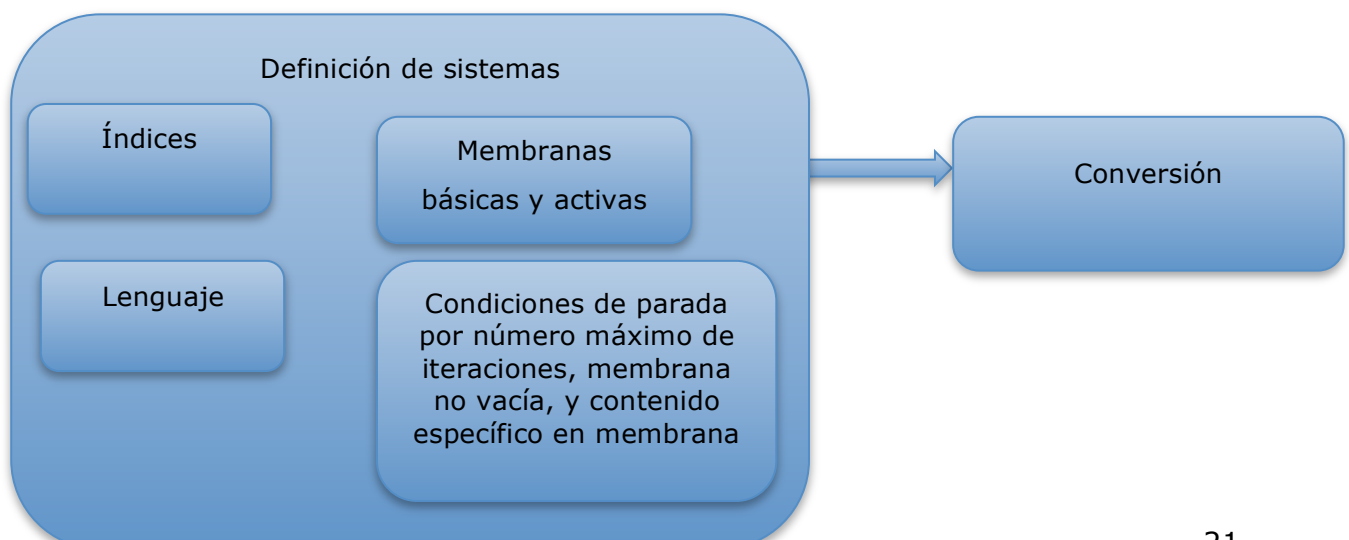 Definición de sistemas
Índices
Membranas
básicas y activas
Lenguaje
Condiciones de parada
por número máximo de
iteraciones, membrana
no vacía, y contenido
específico en membrana
Conversión
21